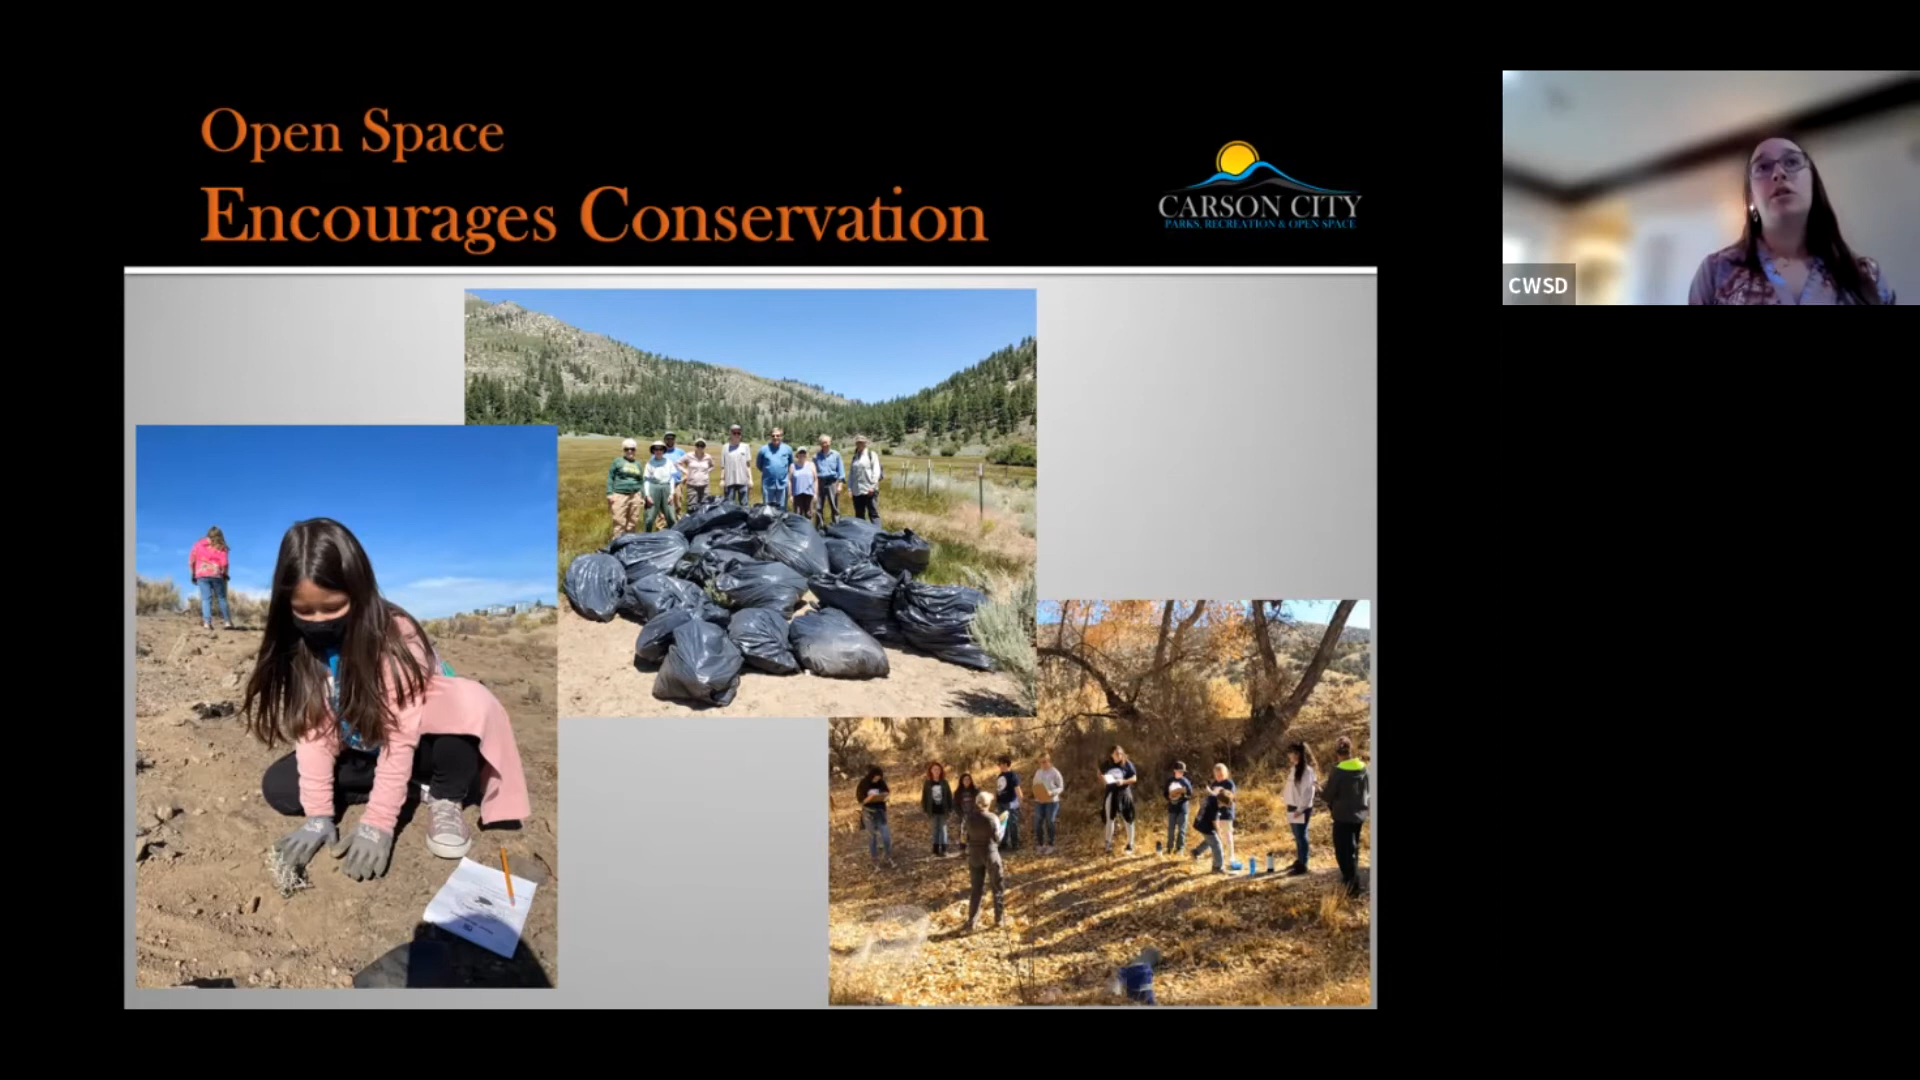 Open Space
Encourages Conservation
CARSON CITY
PARKS, RECREATION & OPEN SPACE
CWSD